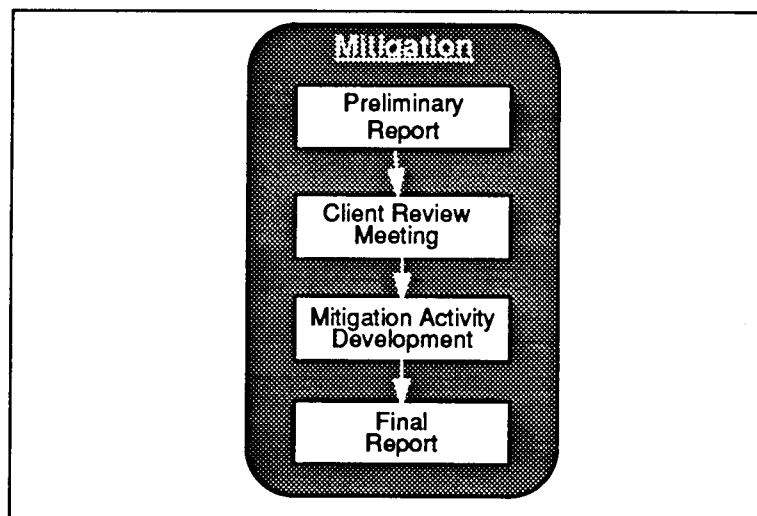 Mitigation
Preliminary
Report
Client Review
Meeting
Mitigation Activity
Development
Final
Report